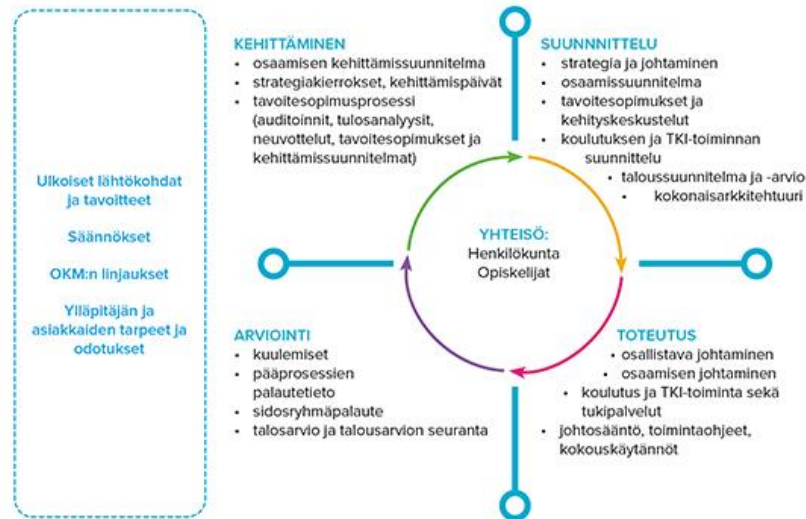 Ulkoiset lähtökohdat
ja tavoitteet
Säännökset
OKM:n linjaukset
Ylläpitäjän ja
asiakkaiden tarpeet ja
odotukset
KEHITTÄMINEN
• osaamisen kehittämissuunnitelma
• strategiakierrokset, kehittämispäivät
• tavoitesopimusprosessi
(auditoinnit, tulosanalyysit,
neuvottelut, tavoitesopimukset ja
kehittämissuunnitelmat)
SUUNNNITTELU
• strategia ja johtaminen
• osaamissuunnitelma
• tavoitesopimukset ja
kehityskeskustelut
• koulutuksen ja TKI-toiminnan
suunnittelu
• taloussuunnitelma ja -arvio
• kokonaisarkkitehtuuri
YHTEISÖ:
Henkilökunta
Opiskelijat
ARVIOINTI
• kuulemiset
• pääprosessien
palautetieto
• sidosryhmäpalaute
• talosarvio ja talousarvion seuranta
TOTEUTUS
• osallistava johtaminen
• osaamisen johtaminen
• koulutus ja TKI-toiminta sekä
tukipalvelut
• johtosääntö, toimintaohjeet,
kokouskäytännöt